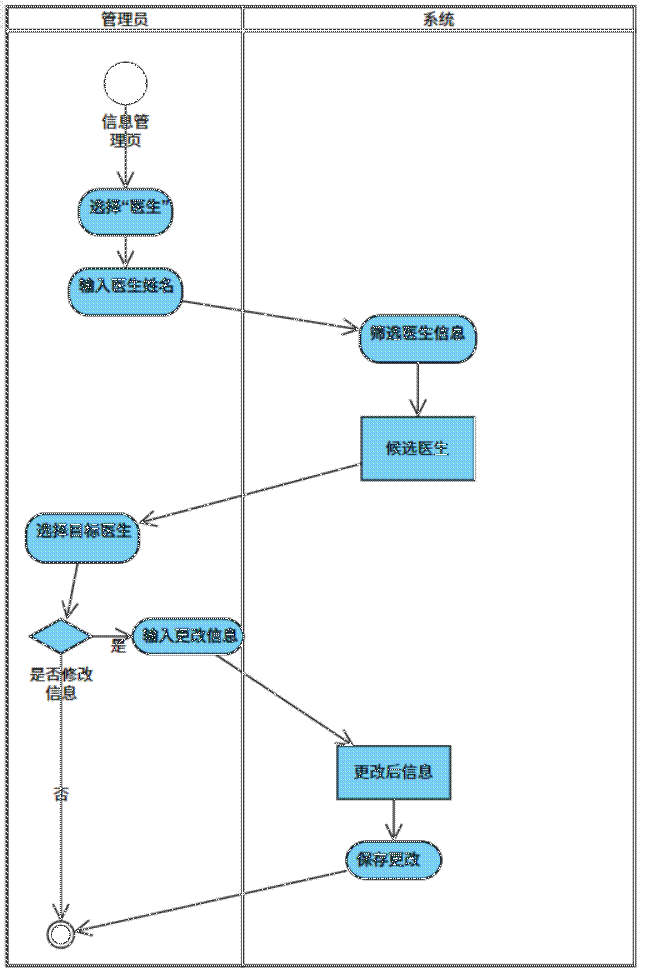 管理员
系统
信息管
理页
选择“医生”
输入医生姓名
筛选医生信息
候选医生
选择目标医生
是
输入更改信息
是否修改
信息
更改后信息
否
保存更改